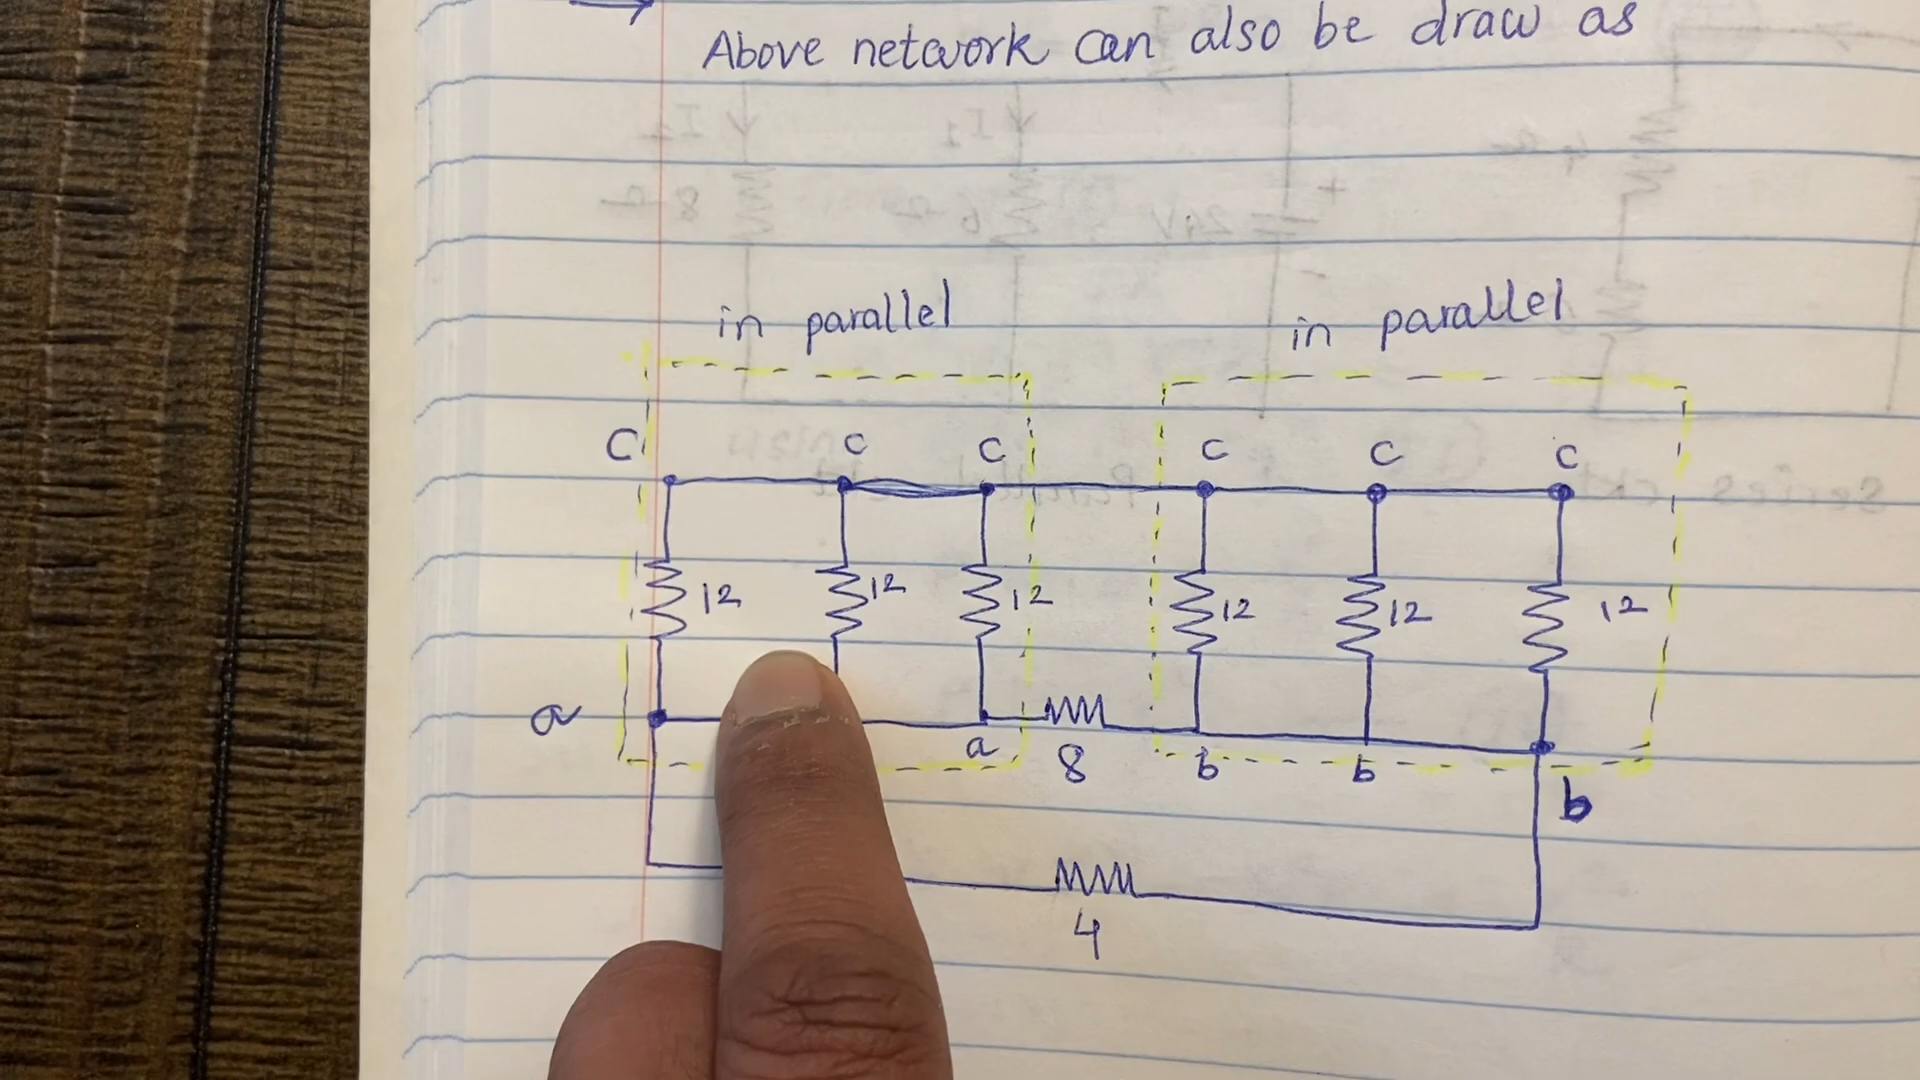 Above network can also be draw as
in parallel in parallel
C c c c c c
12 12 12 12 12 12
a a 8 b b b
4